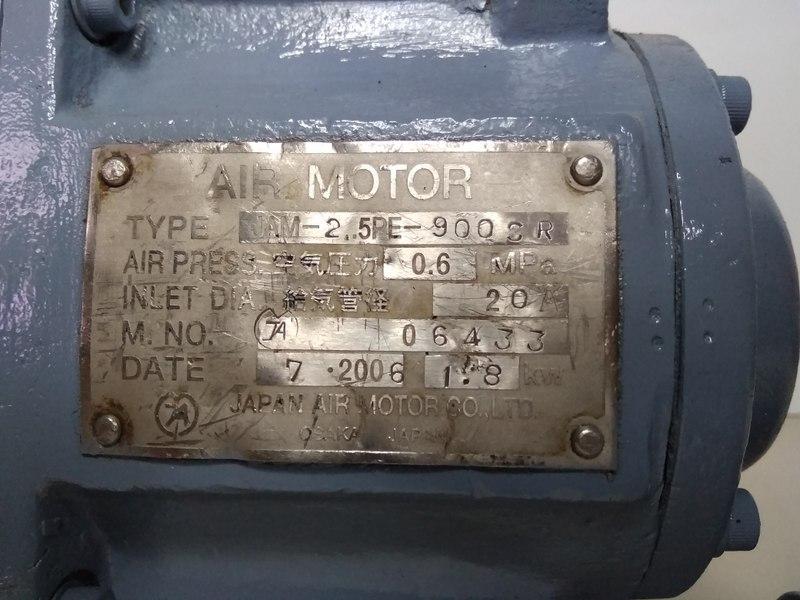 AIR MOTOR
TYPE JAM-2.5PE-900SR
AIR PRESS. 空気圧力 0.6 MPa
INLET DIA 給気管径 20A
M. NO. 06433
DATE 7 .2006 1.8 kW
JAPAN AIR MOTOR CO., LTD.
OSAKA JAPAN